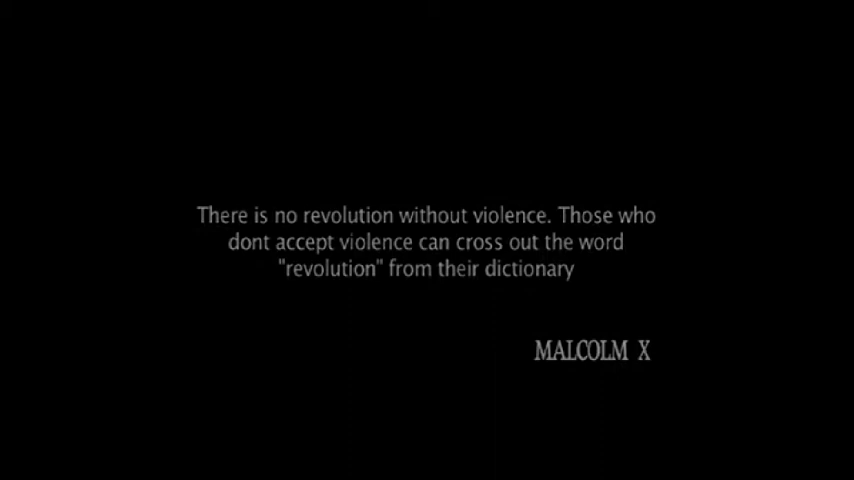 There is no revolution without violence. Those who
dont accept violence can cross out the word
"revolution" from their dictionary
MALCOLM X